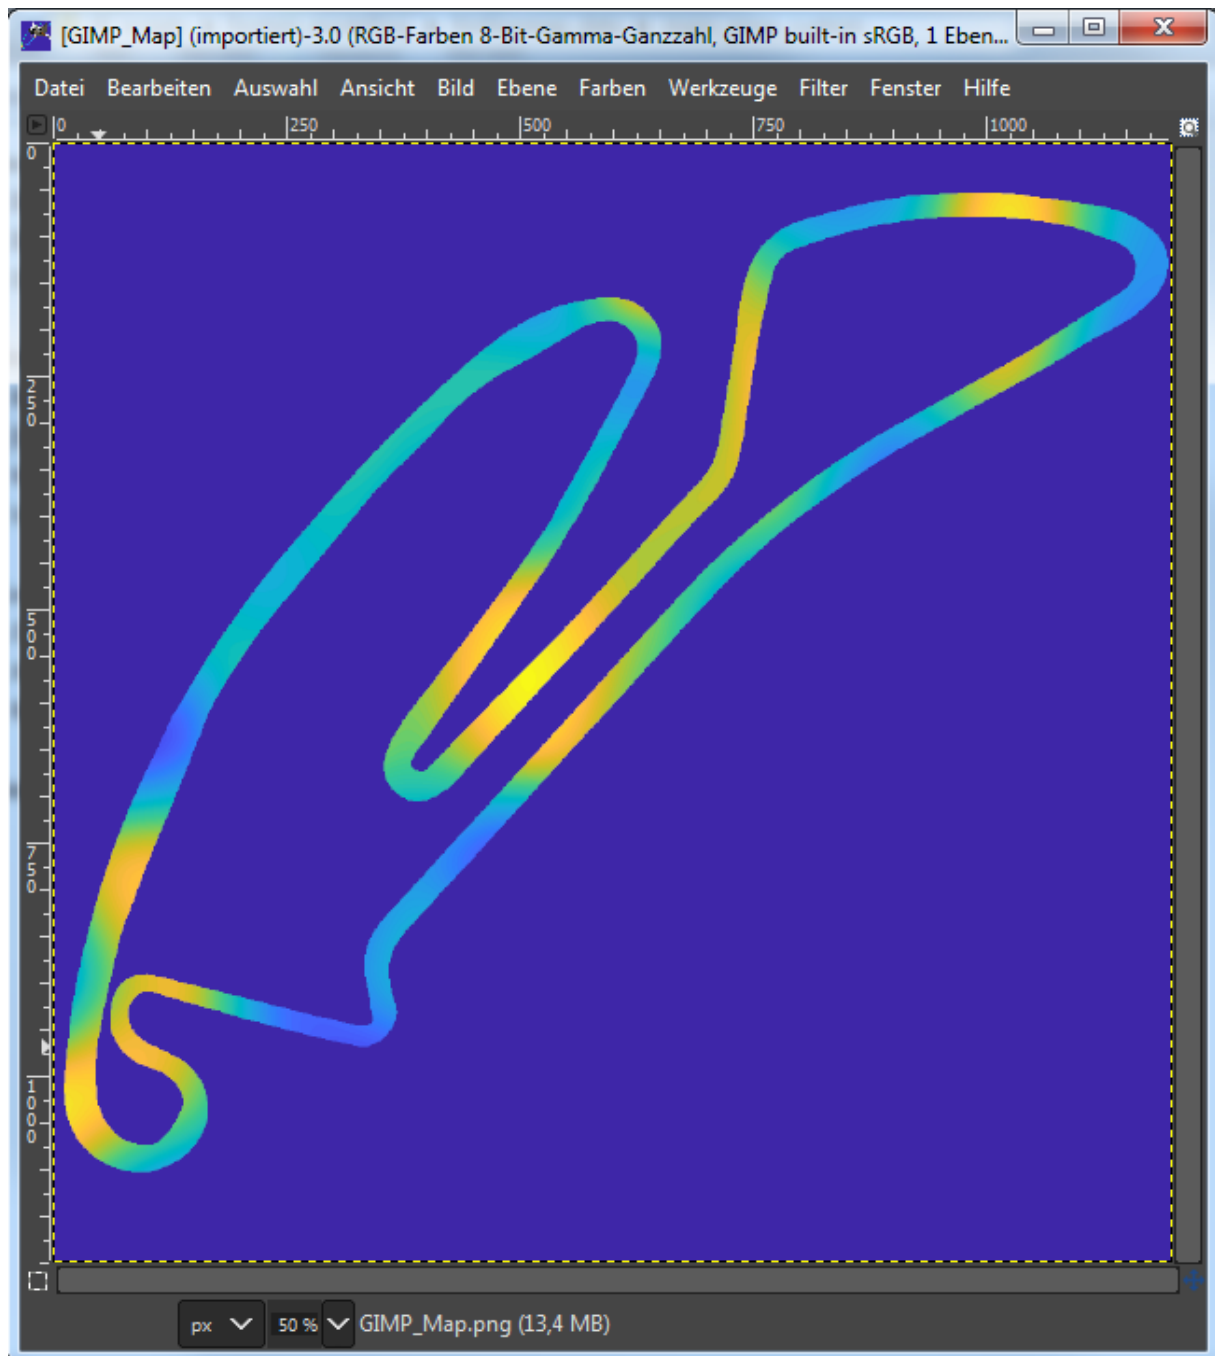 [GIMP_Map] (importiert)-3.0 (RGB-Farben 8-Bit-Gamma-Ganzzahl, GIMP built-in sRGB, 1 Eben...
Datei Bearbeiten Auswahl Ansicht Bild Ebene Farben Werkzeuge Filter Fenster Hilfe
0 250 500 750 1000
0
250
500
750
1000
px 50 % GIMP_Map.png (13,4 MB)